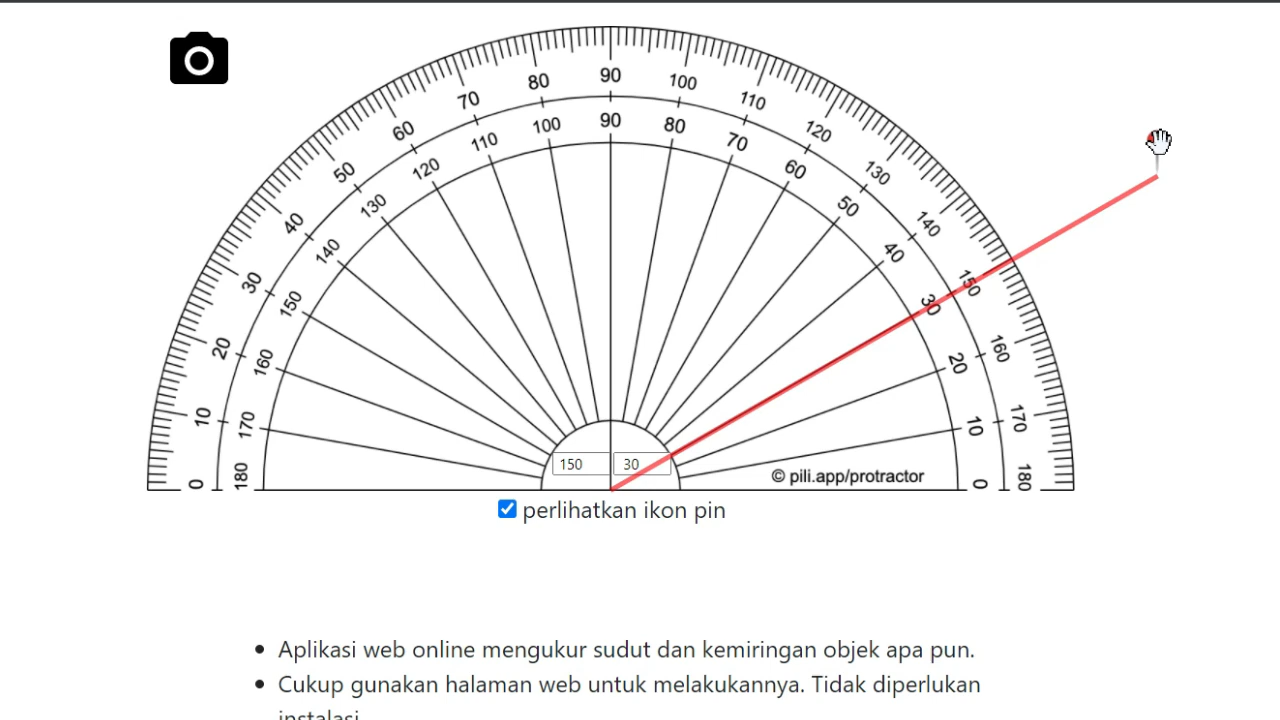 0 10 20 30 40 50 60 70 80 90 100 110 120 130 140 150 160 170 180
180 170 160 150 140 130 120 110 100 90 80 70 60 50 40 30 20 10 0
150 30
© pili.app/protractor
perlihatkan ikon pin
Aplikasi web online mengukur sudut dan kemiringan objek apa pun.
Cukup gunakan halaman web untuk melakukannya. Tidak diperlukan
instalasi